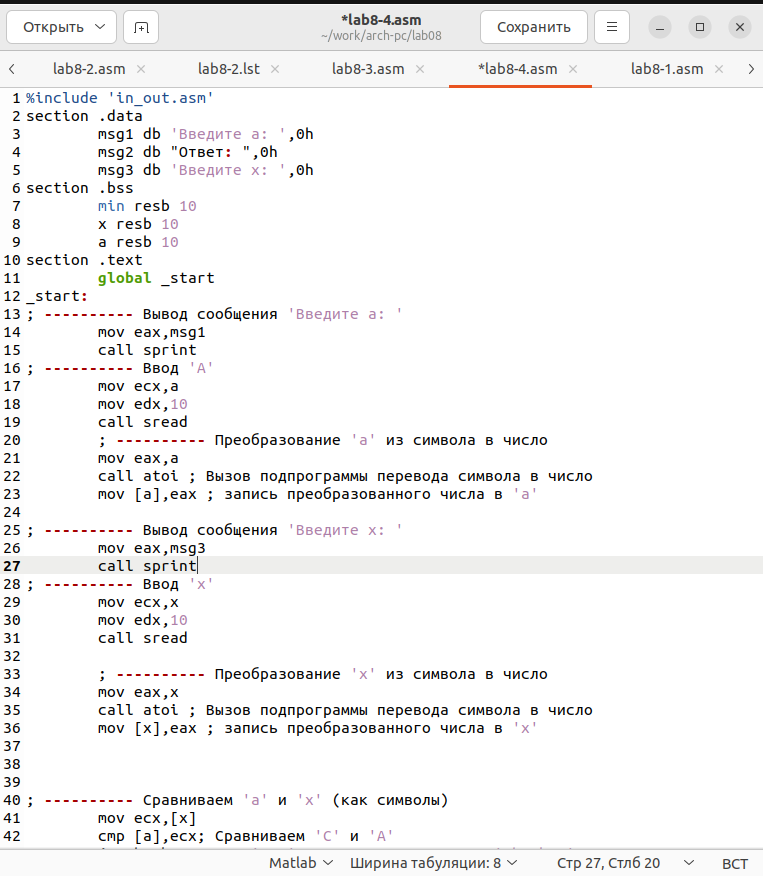 Открыть
*lab8-4.asm
~/work/arch-pc/lab08
Сохранить
lab8-2.asm × lab8-2.lst × lab8-3.asm × *lab8-4.asm × lab8-1.asm ×
1 %include 'in_out.asm'
2 section .data
3 msg1 db 'Введите a: ',0h
4 msg2 db "Ответ: ",0h
5 msg3 db 'Введите x: ',0h
6 section .bss
7 min resb 10
8 x resb 10
9 a resb 10
10 section .text
11 global _start
12 _start:
13 ; ---------- Вывод сообщения 'Введите a: '
14 mov eax,msg1
15 call sprint
16 ; ---------- Ввод 'A'
17 mov ecx,a
18 mov edx,10
19 call sread
20 ; ---------- Преобразование 'a' из символа в число
21 mov eax,a
22 call atoi ; Вызов подпрограммы перевода символа в число
23 mov [a],eax ; запись преобразованного числа в 'a'
24
25 ; ---------- Вывод сообщения 'Введите x: '
26 mov eax,msg3
27 call sprint
28 ; ---------- Ввод 'x'
29 mov ecx,x
30 mov edx,10
31 call sread
32
33 ; ---------- Преобразование 'x' из символа в число
34 mov eax,x
35 call atoi ; Вызов подпрограммы перевода символа в число
36 mov [x],eax ; запись преобразованного числа в 'x'
37
38
39
40 ; ---------- Сравниваем 'a' и 'x' (как символы)
41 mov ecx,[x]
42 cmp [a],ecx; Сравниваем 'C' и 'A'
Matlab Ширина табуляции: 8 Стр 27, Стлб 20 ВСТ